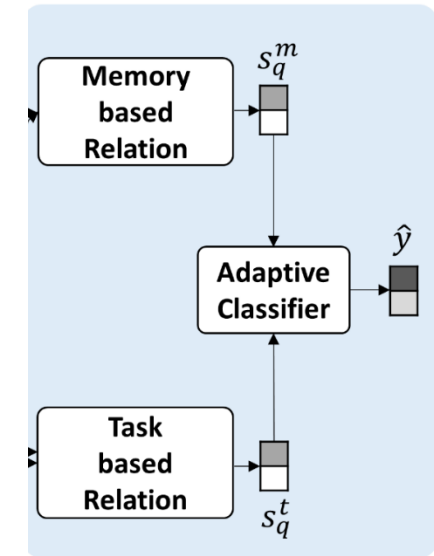 Memory
based
Relation
s_q^m
ŷ
Adaptive
Classifier
Task
based
Relation
s_q^t